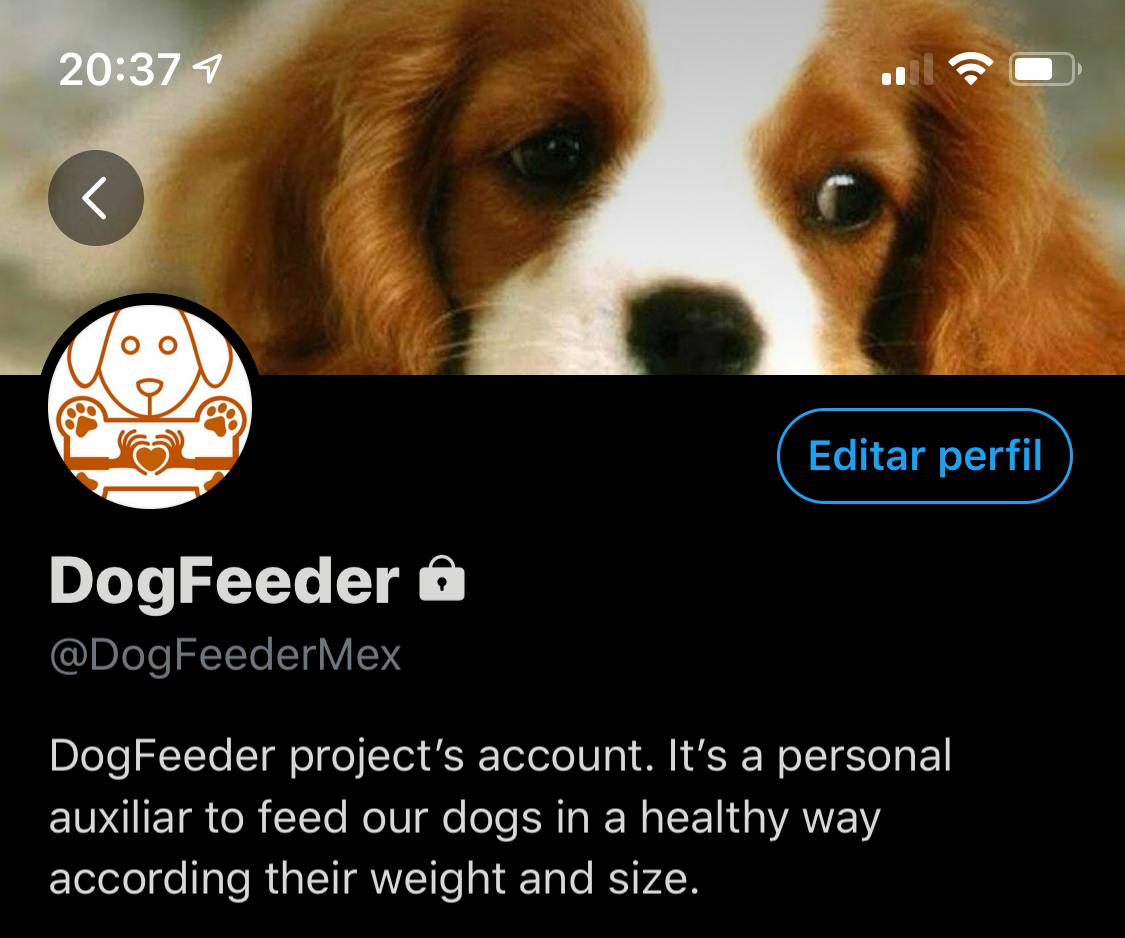 20:37
Editar perfil
DogFeeder
@DogFeederMex
DogFeeder project’s account. It’s a personal
auxiliar to feed our dogs in a healthy way
according their weight and size.